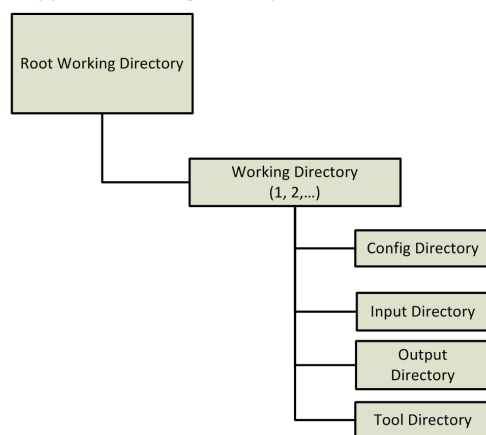 Root Working Directory
Working Directory
(1, 2,...)
Config Directory
Input Directory
Output
Directory
Tool Directory